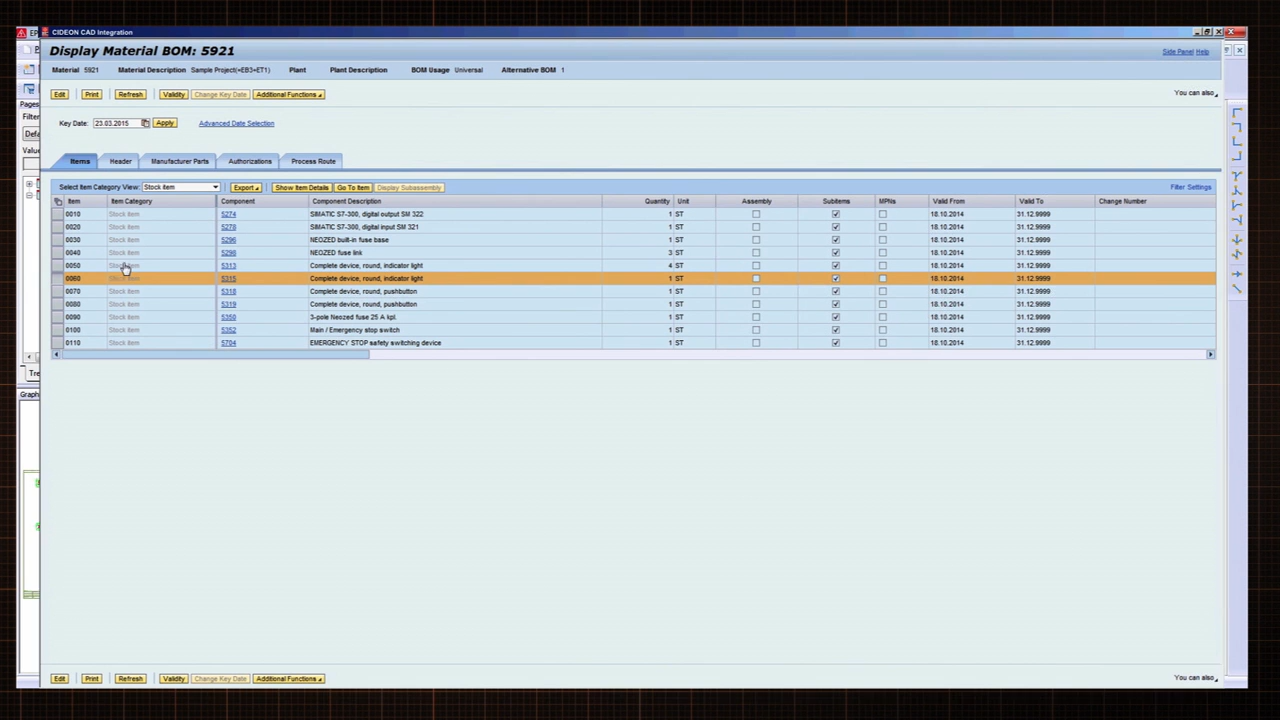 CIDEON CAD Integration
Display Material BOM: 5921
Side Panel Help
Material 5921 Material Description Sample Project(=EB3+ET1) Plant Plant Description BOM Usage Universal Alternative BOM 1
Edit Print Refresh Validity Change Key Date Additional Functions You can also
Key Date: 23.03.2015 Apply Advanced Date Selection
Items Header Manufacturer Parts Authorizations Process Route
Select Item Category View: Stock item Export Show Item Details Go To Item Display Subassembly Filter Settings
Item Item Category Component Component Description Quantity Unit Assembly Subitems MPNs Valid From Valid To Change Number
0010 Stock item 5274 SIMATIC S7-300, digital output SM 322 1 ST 18.10.2014 31.12.9999
0020 Stock item 5278 SIMATIC S7-300, digital input SM 321 1 ST 18.10.2014 31.12.9999
0030 Stock item 5296 NEOZED built-in fuse base 1 ST 18.10.2014 31.12.9999
0040 Stock item 5298 NEOZED fuse link 3 ST 18.10.2014 31.12.9999
0050 Stock item 5313 Complete device, round, indicator light 4 ST 18.10.2014 31.12.9999
0060 Stock item 5315 Complete device, round, indicator light 1 ST 18.10.2014 31.12.9999
0070 Stock item 5318 Complete device, round, pushbutton 1 ST 18.10.2014 31.12.9999
0080 Stock item 5319 Complete device, round, pushbutton 1 ST 18.10.2014 31.12.9999
0090 Stock item 5350 3-pole Neozed fuse 25 A kpl. 1 ST 18.10.2014 31.12.9999
0100 Stock item 5352 Main / Emergency stop switch 1 ST 18.10.2014 31.12.9999
0110 Stock item 5704 EMERGENCY STOP safety switching device 1 ST 18.10.2014 31.12.9999
Edit Print Refresh Validity Change Key Date Additional Functions You can also
EP
Pages
Filter
Defa
Value
Tre
Graph